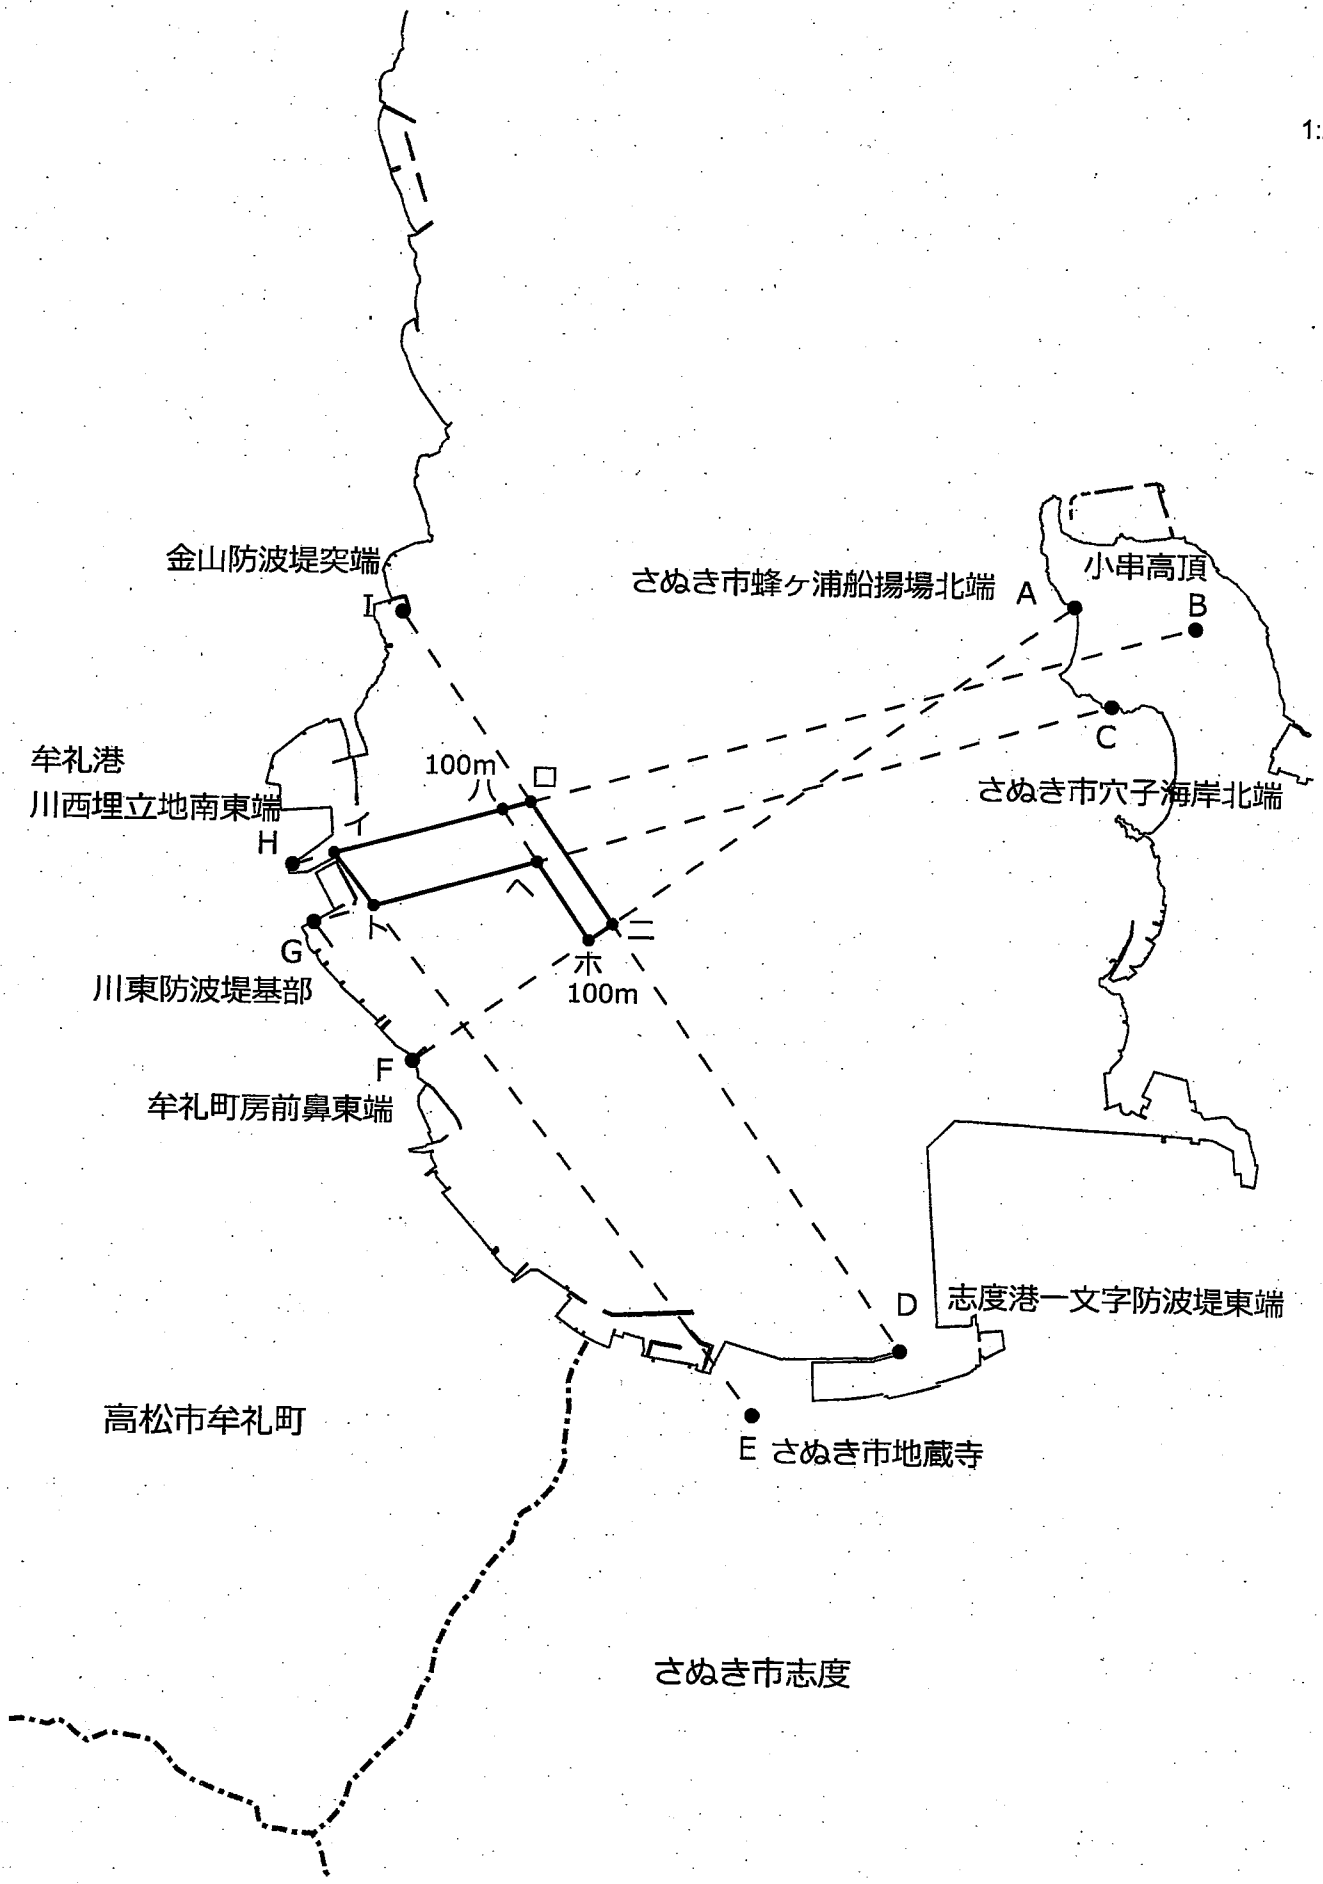 1:
金山防波堤突端
I
さぬき市蜂ヶ浦船揚場北端
A
小串高頂
B
C
さぬき市穴子海岸北端
牟礼港
川西埋立地南東端
H
イ
100m
ハ
ロ
ヘ
ト
ニ
ホ
100m
G
川東防波堤基部
F
牟礼町房前鼻東端
D
志度港一文字防波堤東端
E
さぬき市地蔵寺
高松市牟礼町
さぬき市志度